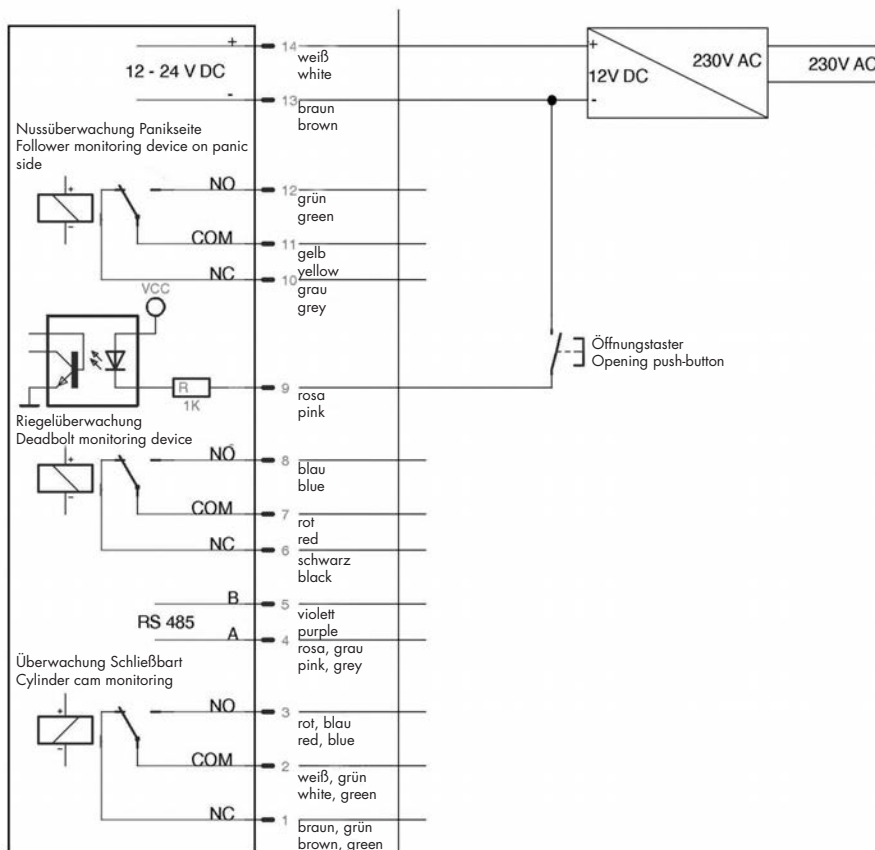 +
14
weiß
white
12 - 24 V DC
-
13
braun
brown
+
12V DC
-
230V AC
230V AC
Nussüberwachung Panikseite
Follower monitoring device on panic
side
+
-
NO
12
grün
green
COM
11
gelb
yellow
NC
10
grau
grey
VCC
R
1K
9
rosa
pink
Öffnungstaster
Opening push-button
Riegelüberwachung
Deadbolt monitoring device
+
-
NO
8
blau
blue
COM
7
rot
red
NC
6
schwarz
black
RS 485
B
5
violett
purple
A
4
rosa, grau
pink, grey
Überwachung Schließbart
Cylinder cam monitoring
+
-
NO
3
rot, blau
red, blue
COM
2
weiß, grün
white, green
NC
1
braun, grün
brown, green